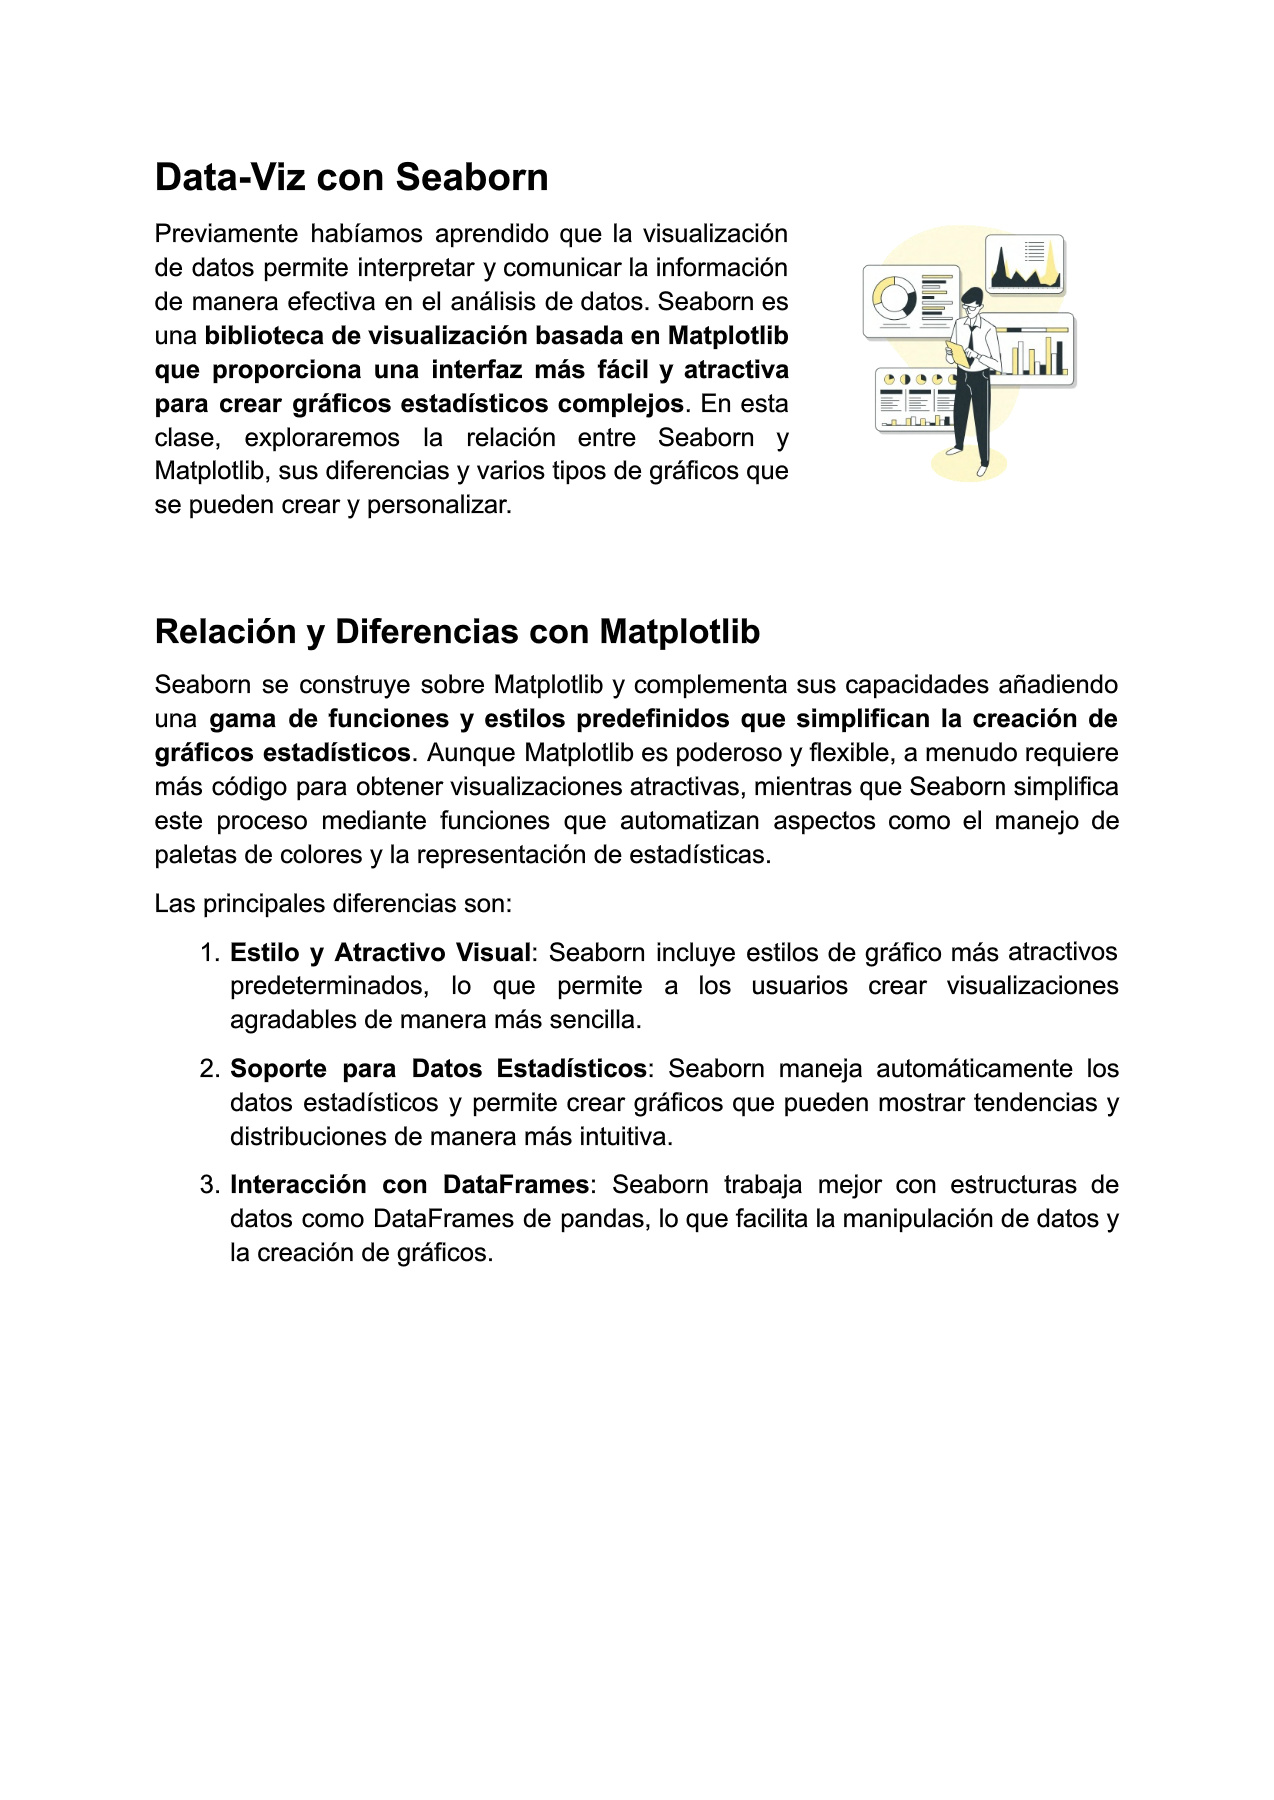 Data-Viz con Seaborn
Previamente habíamos aprendido que la visualización
de datos permite interpretar y comunicar la información
de manera efectiva en el análisis de datos. Seaborn es
una biblioteca de visualización basada en Matplotlib
que proporciona una interfaz más fácil y atractiva
para crear gráficos estadísticos complejos. En esta
clase, exploraremos la relación entre Seaborn y
Matplotlib, sus diferencias y varios tipos de gráficos que
se pueden crear y personalizar.
Relación y Diferencias con Matplotlib
Seaborn se construye sobre Matplotlib y complementa sus capacidades añadiendo
una gama de funciones y estilos predefinidos que simplifican la creación de
gráficos estadísticos. Aunque Matplotlib es poderoso y flexible, a menudo requiere
más código para obtener visualizaciones atractivas, mientras que Seaborn simplifica
este proceso mediante funciones que automatizan aspectos como el manejo de
paletas de colores y la representación de estadísticas.
Las principales diferencias son:
1. Estilo y Atractivo Visual: Seaborn incluye estilos de gráfico más atractivos
predeterminados, lo que permite a los usuarios crear visualizaciones
agradables de manera más sencilla.
2. Soporte para Datos Estadísticos: Seaborn maneja automáticamente los
datos estadísticos y permite crear gráficos que pueden mostrar tendencias y
distribuciones de manera más intuitiva.
3. Interacción con DataFrames: Seaborn trabaja mejor con estructuras de
datos como DataFrames de pandas, lo que facilita la manipulación de datos y
la creación de gráficos.